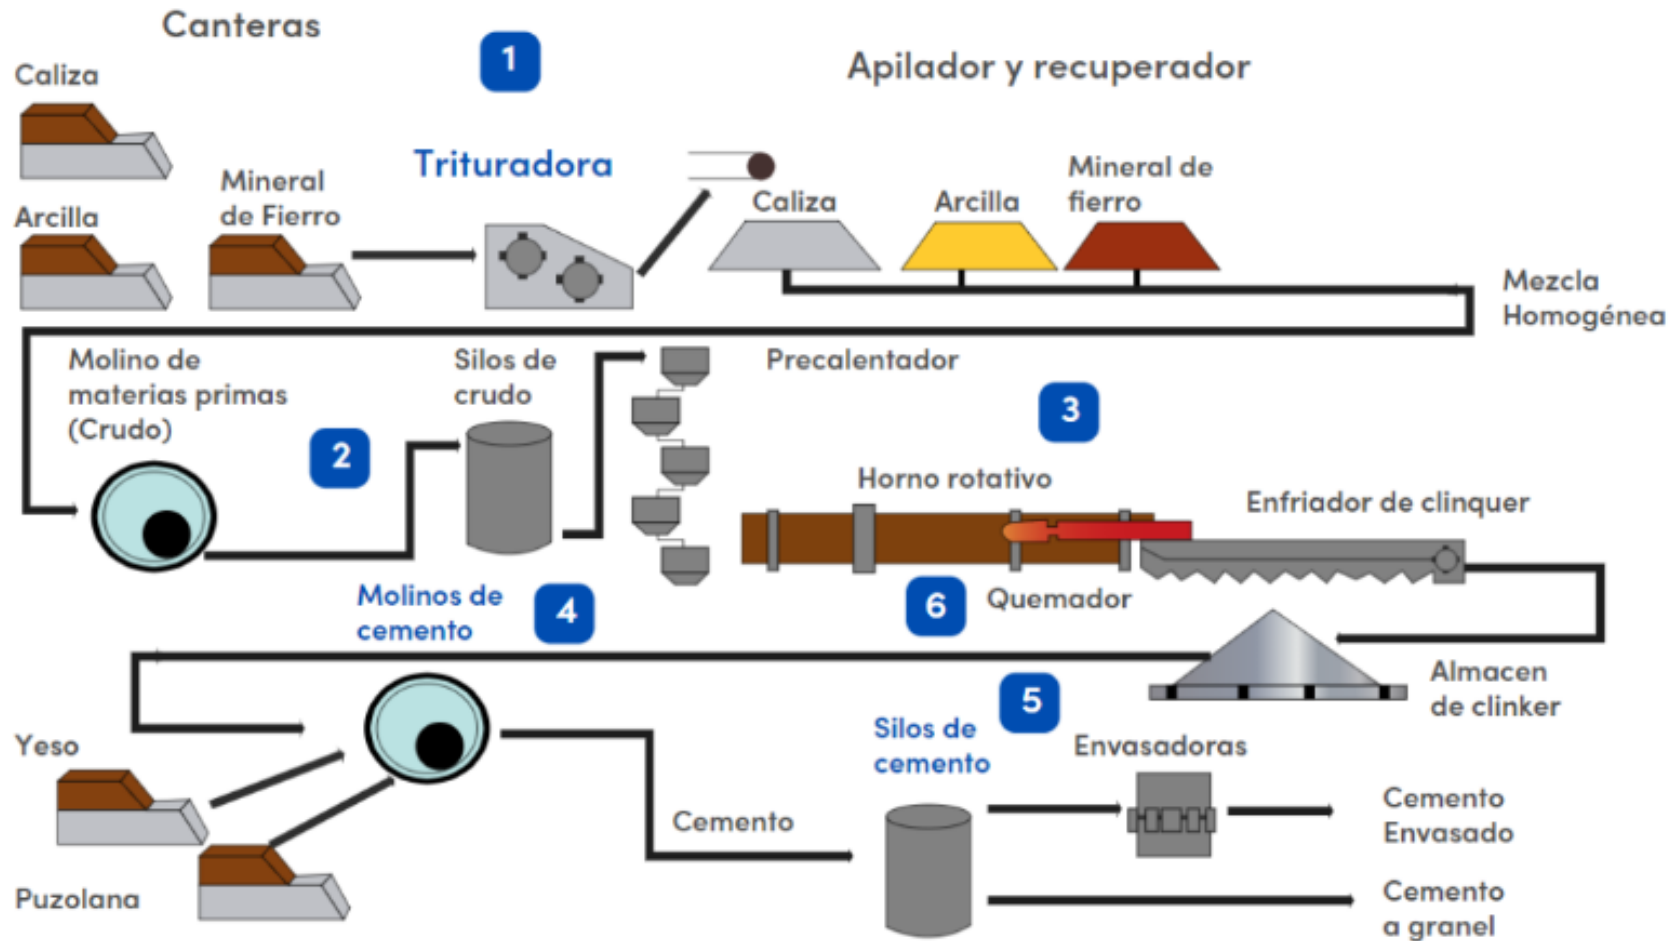 Canteras
1
Apilador y recuperador
Caliza
Trituradora
Mineral
de Fierro
Arcilla
Caliza
Arcilla
Mineral de
fierro
Mezcla
Homogénea
Molino de
materias primas
(Crudo)
2
Silos de
crudo
Precalentador
3
Horno rotativo
Enfriador de clinquer
Molinos de
cemento
4
6
Quemador
Almacen
de clinker
5
Yeso
Puzolana
Cemento
Silos de
cemento
Envasadoras
Cemento
Envasado
Cemento
a granel